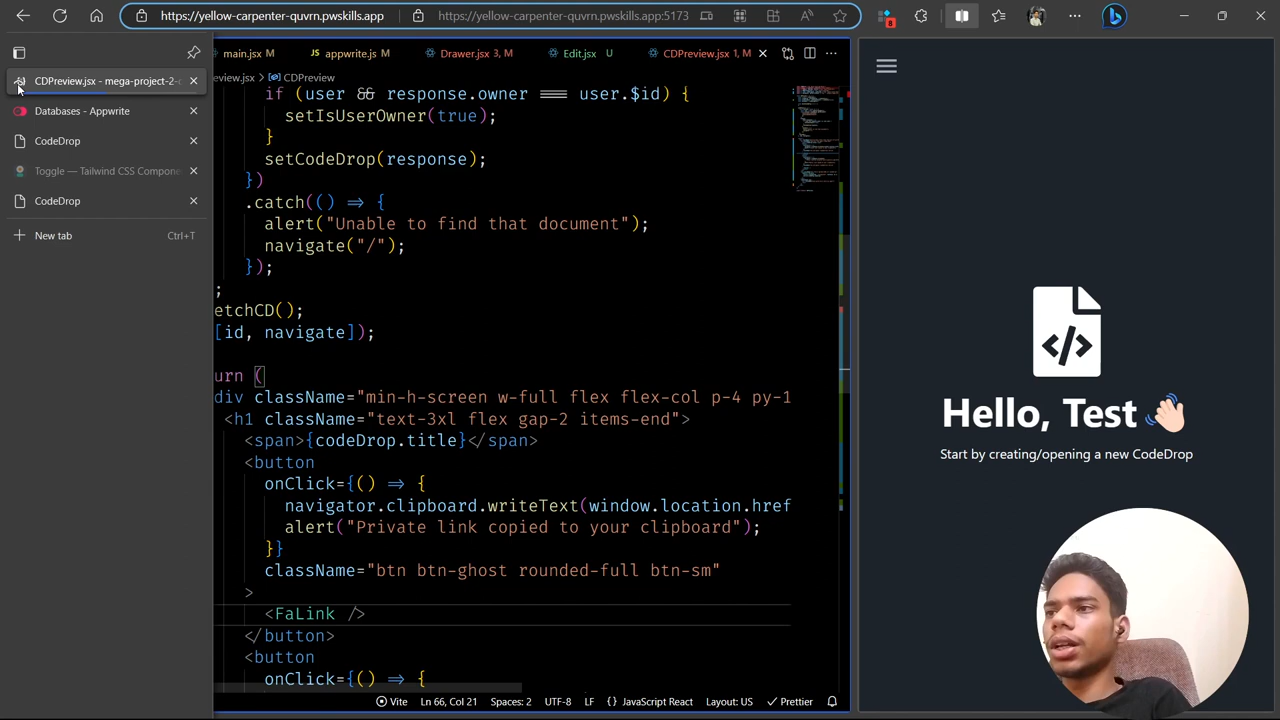 https://yellow-carpenter-quvrn.pwskills.app
https://yellow-carpenter-quvrn.pwskills.app:5173
8
CDPreview.jsx - mega-project-2-c
Databases - Appwrite
CodeDrop
Toggle — Tailwind Compone
CodeDrop
New tab
Ctrl+T
main.jsx M
JS appwrite.js M
Drawer.jsx 3, M
Edit.jsx U
CDPreview.jsx 1, M
eview.jsx > CDPreview
if (user && response.owner === user.$id) {
setIsUserOwner(true);
}
setCodeDrop(response);
})
.catch(() => {
alert("Unable to find that document");
navigate("/");
});
;
etchCD();
[id, navigate]);
urn (
div className="min-h-screen w-full flex flex-col p-4 py-1
<h1 className="text-3xl flex gap-2 items-end">
<span>{codeDrop.title}</span>
<button
onClick={() => {
navigator.clipboard.writeText(window.location.href
alert("Private link copied to your clipboard");
}}
className="btn btn-ghost rounded-full btn-sm"
>
<FaLink />
</button>
<button
onClick={() => {
Vite
Ln 66, Col 21
Spaces: 2
UTF-8
LF
{} JavaScript React
Layout: US
Prettier
</>
Hello, Test 👋🏻
Start by creating/opening a new CodeDrop